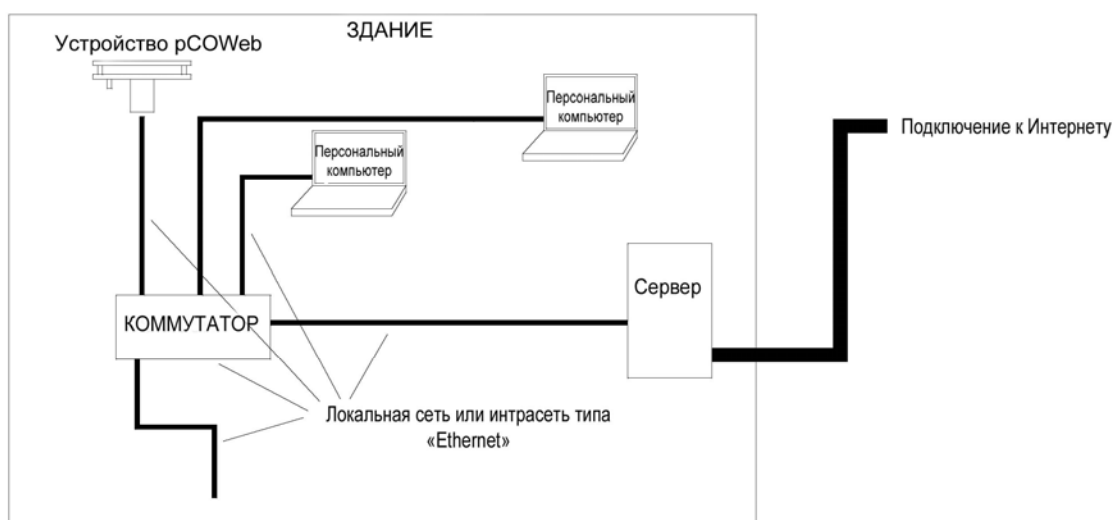 ЗДАНИЕ
Устройство pCOWeb
Персональный
компьютер
Персональный
компьютер
Подключение к Интернету
Сервер
КОММУТАТОР
Локальная сеть или интрасеть типа
«Ethernet»